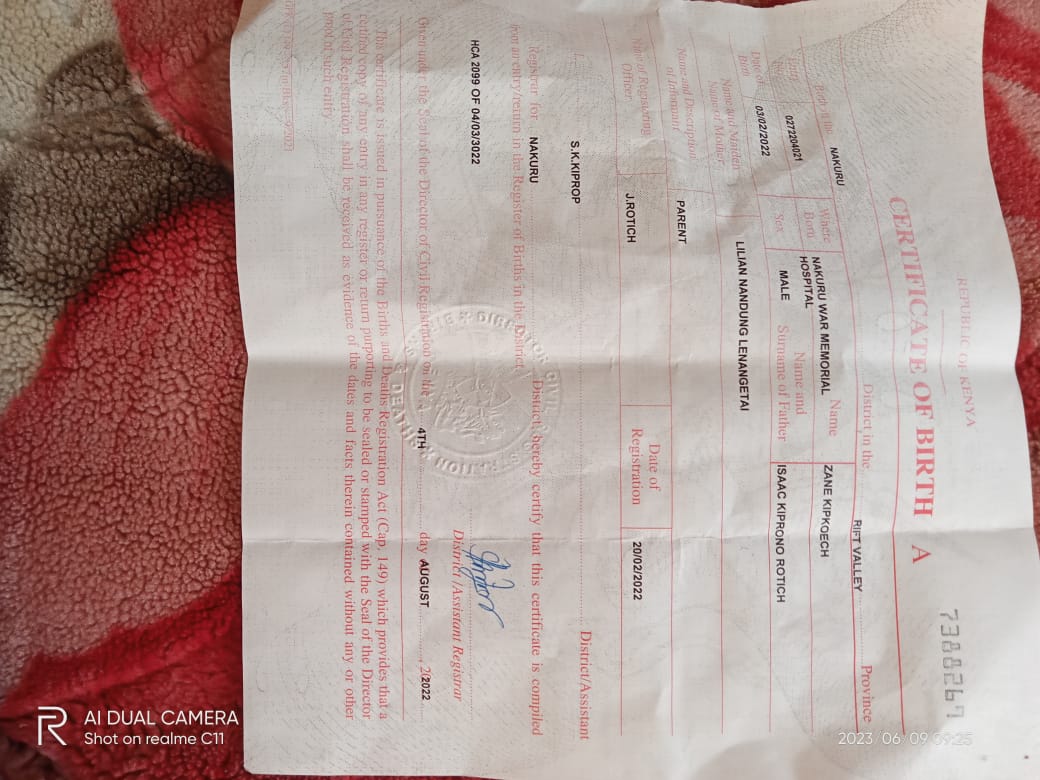 REPUBLIC OF KENYA
CERTIFICATE OF BIRTH A 7388267
Birth in the NAKURU District in the RIFT VALLEY Province
Entry No. 0272204021 Where Born NAKURU WAR MEMORIAL HOSPITAL Name ZANE KIPKOECH
Date of Birth 03/02/2022 Sex MALE Name and Surname of Father ISAAC KIPRONO ROTICH
Name and Maiden Name of Mother LILIAN NANDUNG LENANGETAI
Name and Description of Informant PARENT
Name of Registering Officer J.ROTICH Date of Registration 20/02/2022
I, S.K.KIPROP District/Assistant
Registrar for NAKURU District, hereby certify that this certificate is compiled
from an entry/return in the Register of Births in the District.
HCA 2099 OF 04/03/3022
District/Assistant Registrar
Given under the Seal of the Director of Civil Registration on the 4TH day AUGUST, 2022
This certificate is issued in pursuance of the Births and Deaths Registration Act (Cap, 149) which provides that a
certified copy of any entry in any register or return purporting to be sealed or stamped with the Seal of the Director
of Civil Registration shall be received as evidence of the dates and facts therein contained without any or other
proof of such entry
2023/06/09 09:25
AI DUAL CAMERA
Shot on realme C11